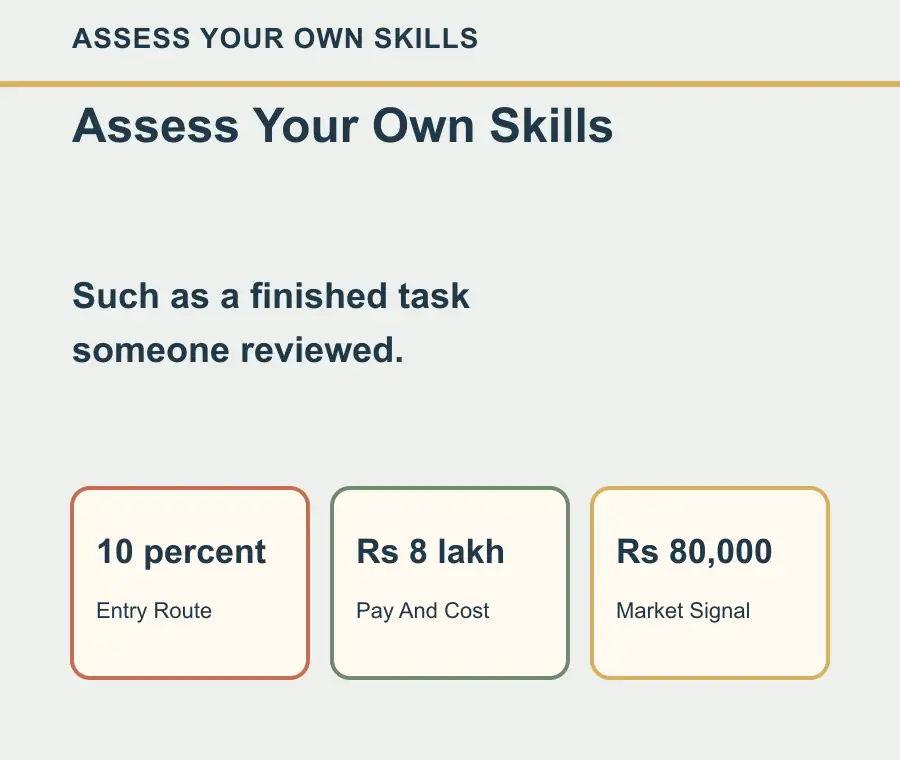 ASSESS YOUR OWN SKILLS
Assess Your Own Skills
Such as a finished task
someone reviewed.
10 percent
Entry Route
Rs 8 lakh
Pay And Cost
Rs 80,000
Market Signal